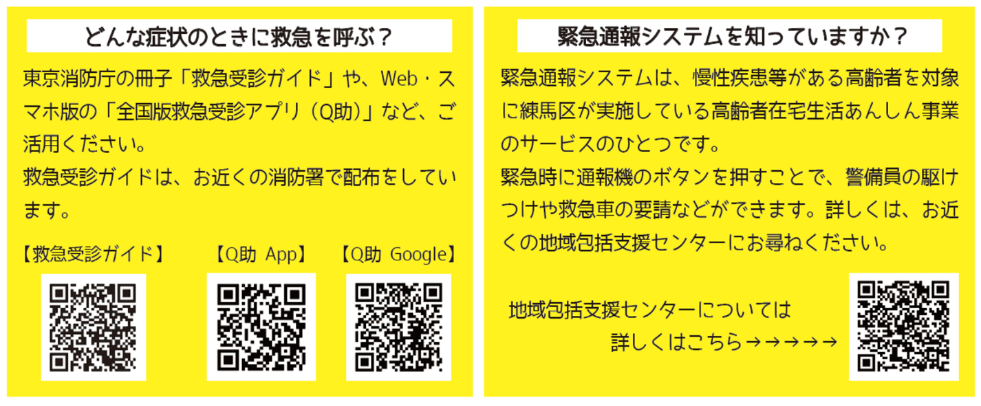 どんな症状のときに救急を呼ぶ？
東京消防庁の冊子「救急受診ガイド」や、Web・ス
マホ版の「全国版救急受診アプリ（Q助）」など、ご
活用ください。
救急受診ガイドは、お近くの消防署で配布をしてい
ます。
【救急受診ガイド】
【Q助 App】
【Q助 Google】
緊急通報システムを知っていますか？
緊急通報システムは、慢性疾患等がある高齢者を対象
に練馬区が実施している高齢者在宅生活あんしん事業
のサービスのひとつです。
緊急時に通報機のボタンを押すことで、警備員の駆け
つけや救急車の要請などができます。詳しくは、お近
くの地域包括支援センターにお尋ねください。
地域包括支援センターについては
詳しくはこちら→→→→→